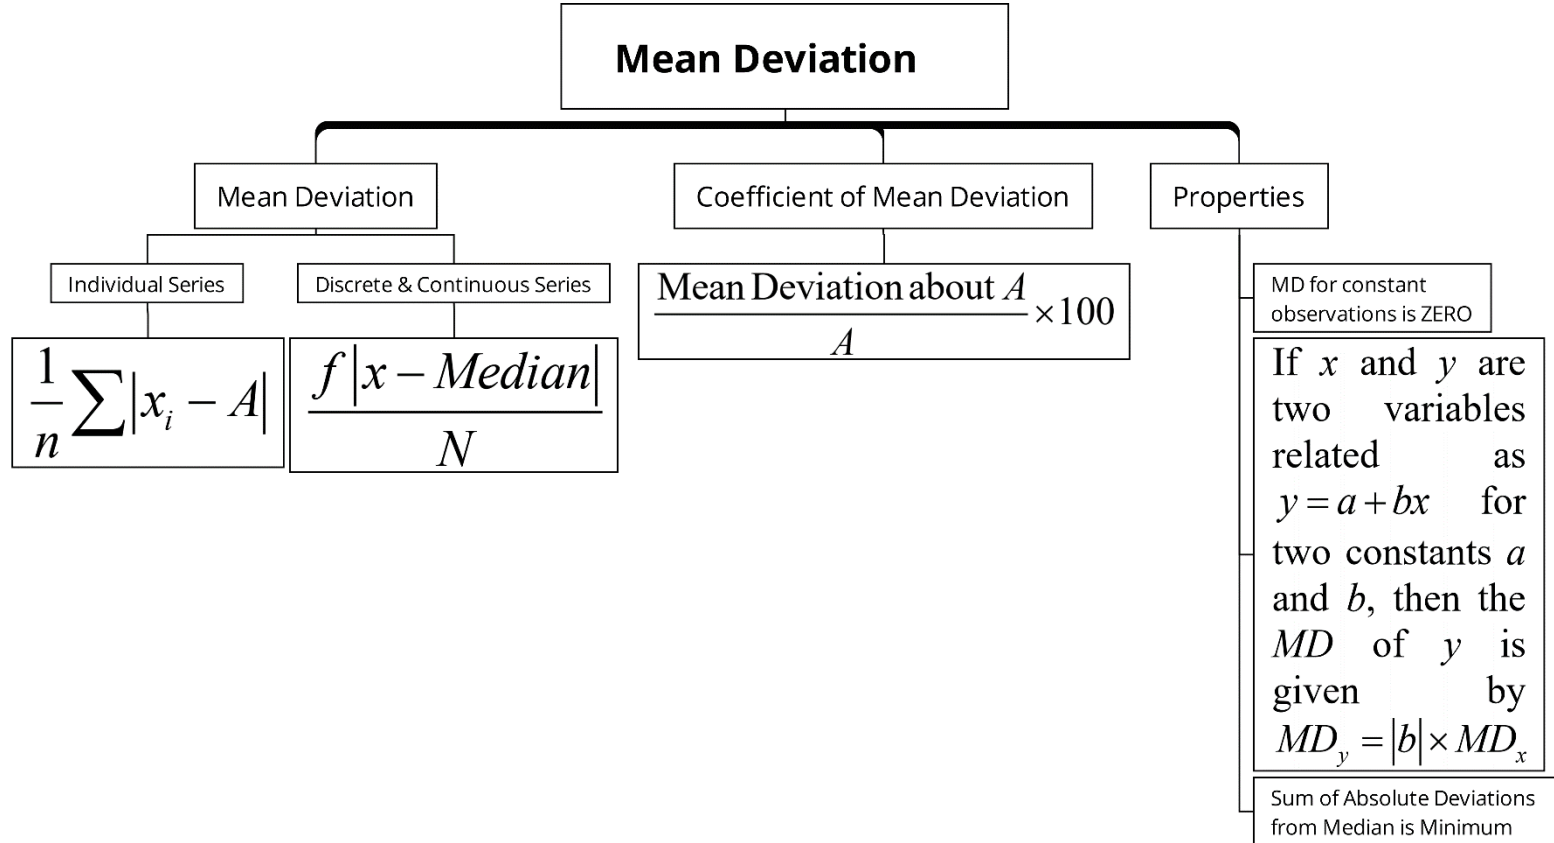 Mean Deviation
Mean Deviation
Coefficient of Mean Deviation
Properties
Individual Series
Discrete & Continuous Series
Mean Deviation about A
A
×100
MD for constant
observations is ZERO
1
n
∑|xᵢ − A|
f|x − Median|
N
If x and y are
two variables
related as
y = a + bx for
two constants a
and b, then the
MD of y is
given by
MD_y = |b| × MD_x
Sum of Absolute Deviations
from Median is Minimum